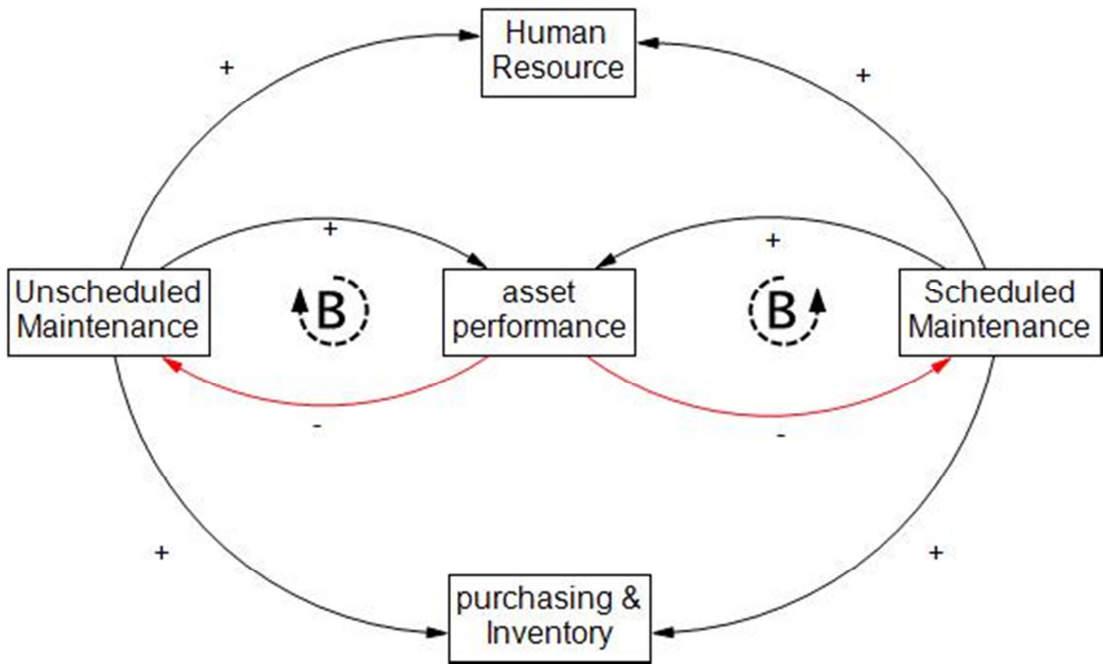 Human
Resource
+
+
+
+
Unscheduled
Maintenance
B
asset
performance
B
Scheduled
Maintenance
-
-
+
+
purchasing &
Inventory